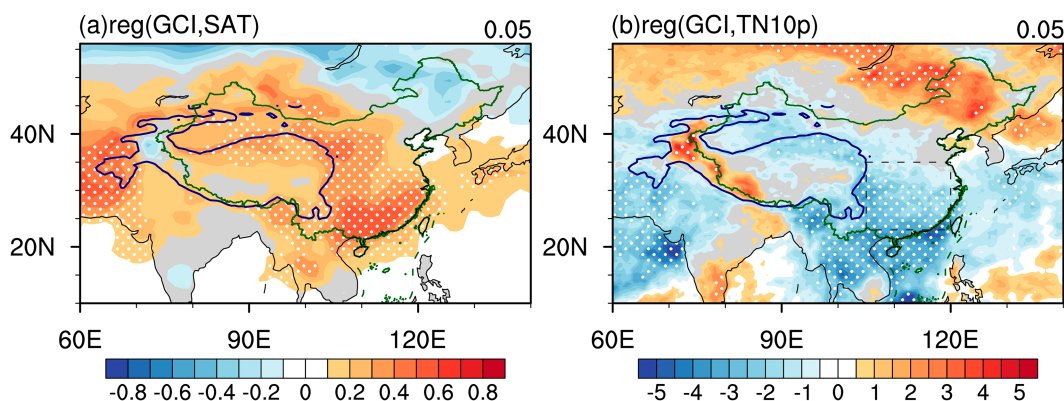 (a)reg(GCI,SAT) 0.05
(b)reg(GCI,TN10p) 0.05
40N
20N
60E 90E 120E
-0.8 -0.6 -0.4 -0.2 0 0.2 0.4 0.6 0.8
40N
20N
60E 90E 120E
-5 -4 -3 -2 -1 0 1 2 3 4 5